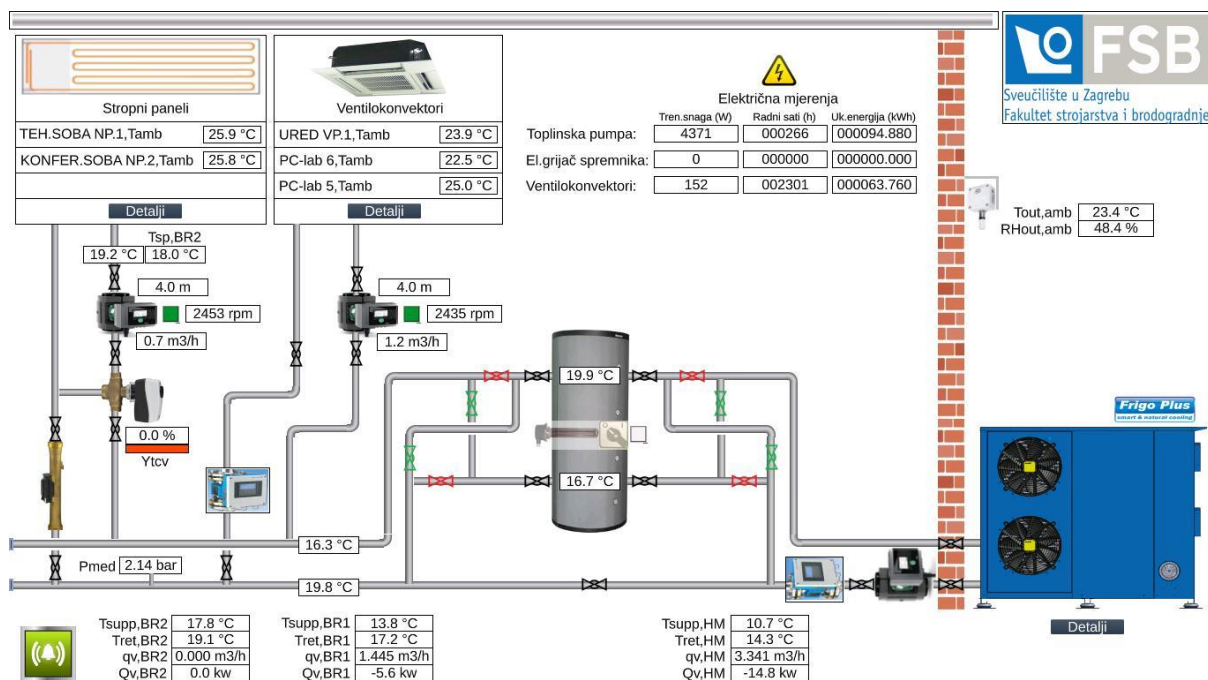 Stropni paneli
TEH.SOBA NP.1,Tamb 25.9 °C
KONFER.SOBA NP.2,Tamb 25.8 °C
Detalji
Ventilokonvektori
URED VP.1,Tamb 23.9 °C
PC-lab 6,Tamb 22.5 °C
PC-lab 5,Tamb 25.0 °C
Detalji
Električna mjerenja
Tren.snaga (W) Radni sati (h) Uk.energija (kWh)
Toplinska pumpa: 4371 000266 000094.880
El.grijač spremnika: 0 000000 000000.000
Ventilokonvektori: 152 002301 000063.760
FSB
Sveučilište u Zagrebu
Fakultet strojarstva i brodogradnje
Tout,amb 23.4 °C
RHout,amb 48.4 %
Tsp,BR2
19.2 °C 18.0 °C
4.0 m
2453 rpm
0.7 m3/h
4.0 m
2435 rpm
1.2 m3/h
0.0 %
Ytcv
19.9 °C
16.7 °C
Frigo Plus
smart & natural cooling
16.3 °C
Pmed 2.14 bar
19.8 °C
Tsupp,BR2 17.8 °C
Tret,BR2 19.1 °C
qv,BR2 0.000 m3/h
Qv,BR2 0.0 kw
Tsupp,BR1 13.8 °C
Tret,BR1 17.2 °C
qv,BR1 1.445 m3/h
Qv,BR1 -5.6 kw
Tsupp,HM 10.7 °C
Tret,HM 14.3 °C
qv,HM 3.341 m3/h
Qv,HM -14.8 kw
Detalji